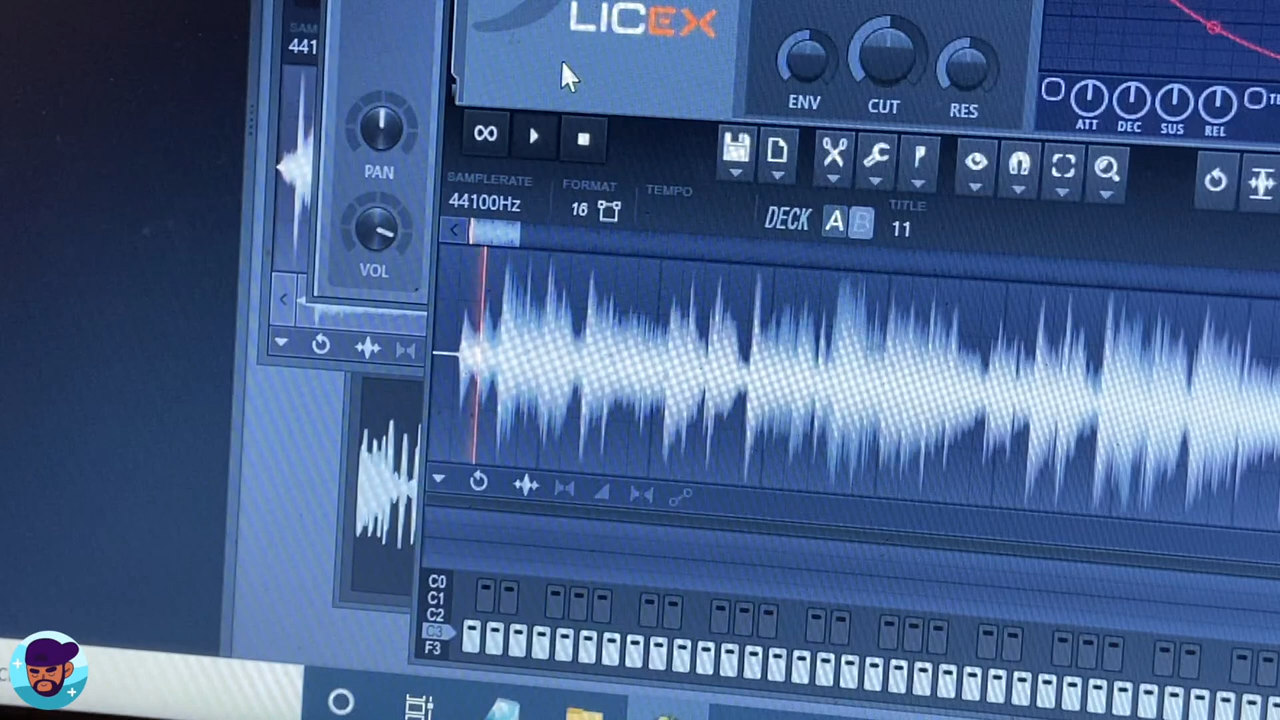 LICEX
SAM
441
ENV
CUT
RES
ATT
DEC
SUS
REL
PAN
VOL
SAMPLERATE
44100Hz
FORMAT
16
TEMPO
DECK A B
TITLE
11
C0
C1
C2
C3
F3